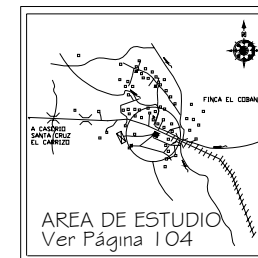 N
FINCA EL COBAN
A CASERIO
SANTA CRUZ
EL CARRIZO
AREA DE ESTUDIO
Ver Página 104